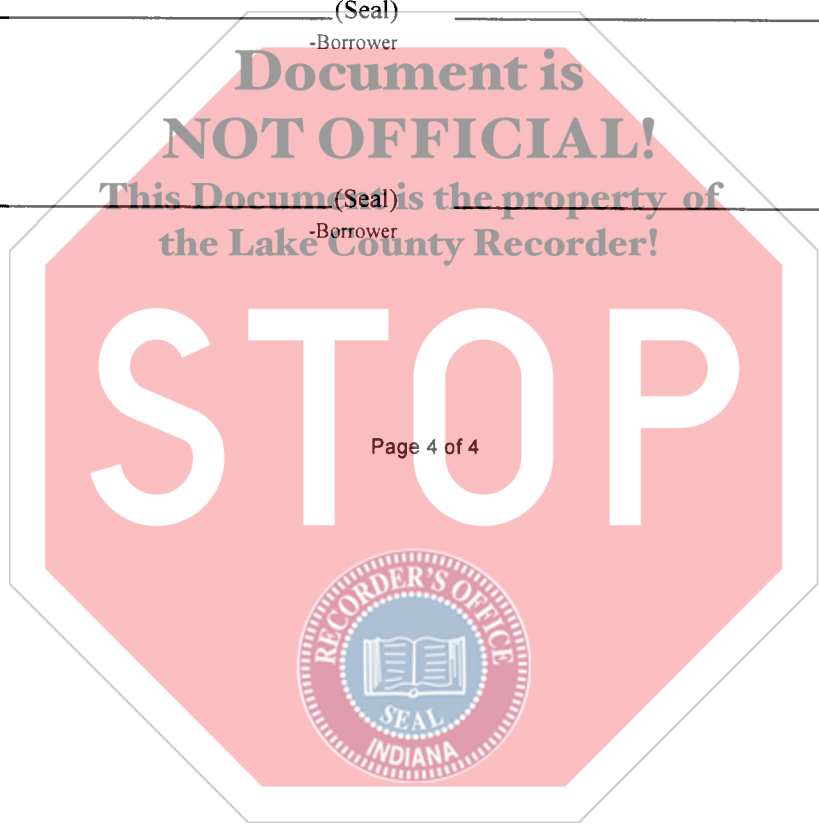 (Seal)
-Borrower
Document is
NOT OFFICIAL!
This Document is the property of
(Seal)
the Lake County Recorder!
-Borrower
STOP
Page 4 of 4
RECORDER'S OFFICE
SEAL
INDIANA